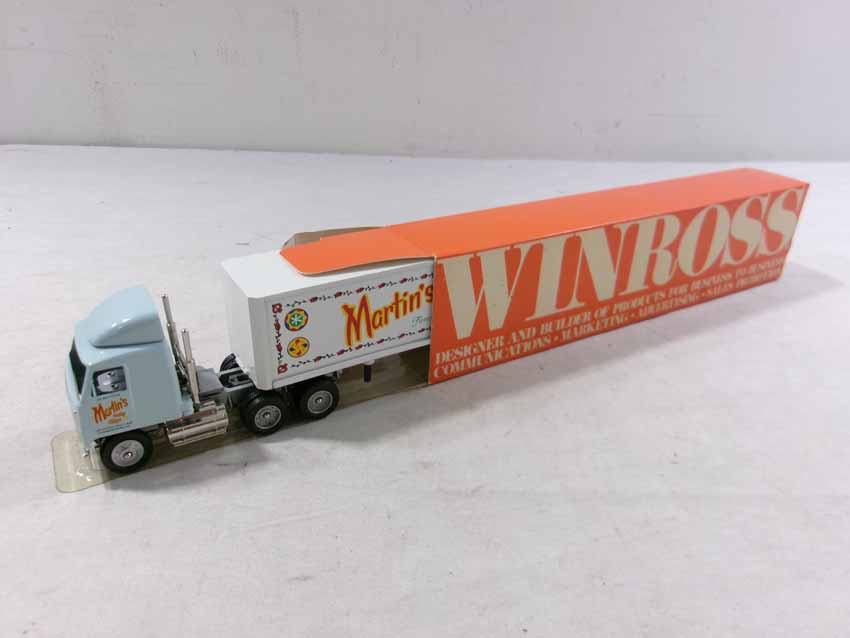 WINROSS
DESIGNER AND BUILDER OF PRODUCTS FOR BUSINESS TO BUSINESS
COMMUNICATIONS • MARKETING • ADVERTISING • SALES PROMOTION
Martin's
Martin's